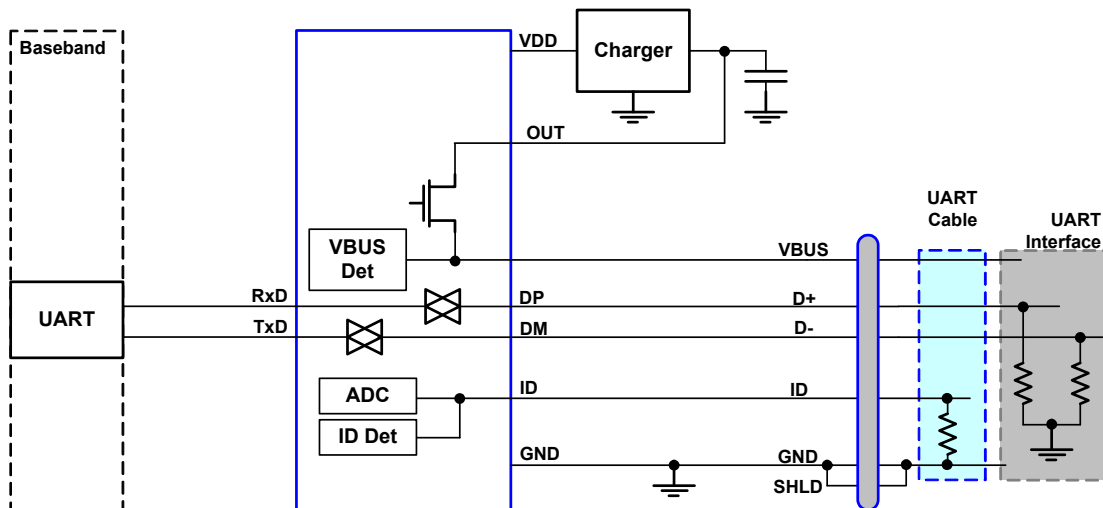 Baseband
VDD
Charger
OUT
UART
Cable
UART
Interface
VBUS
Det
VBUS
UART
RxD
DP
D+
TxD
DM
D-
ADC
ID
ID
ID Det
GND
GND
SHLD